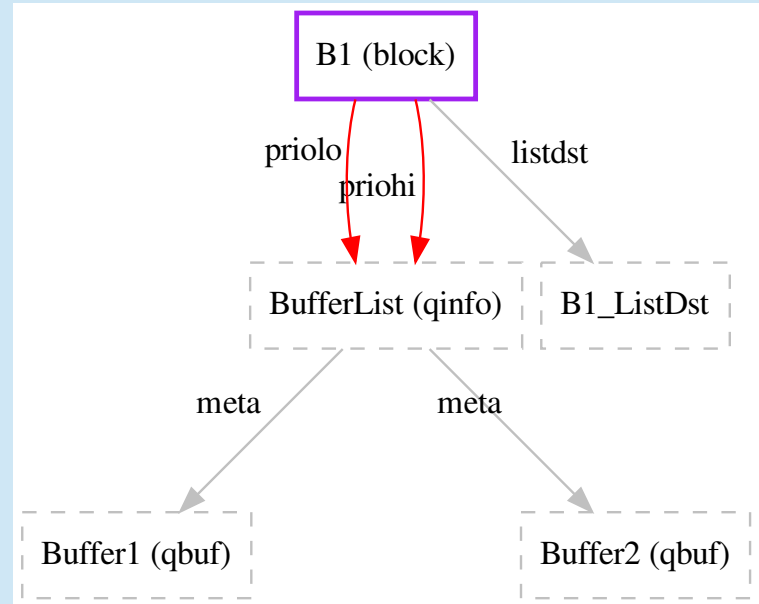 B1 (block)
priolo
priohi
listdst
BufferList (qinfo)
B1_ListDst
meta
meta
Buffer1 (qbuf)
Buffer2 (qbuf)